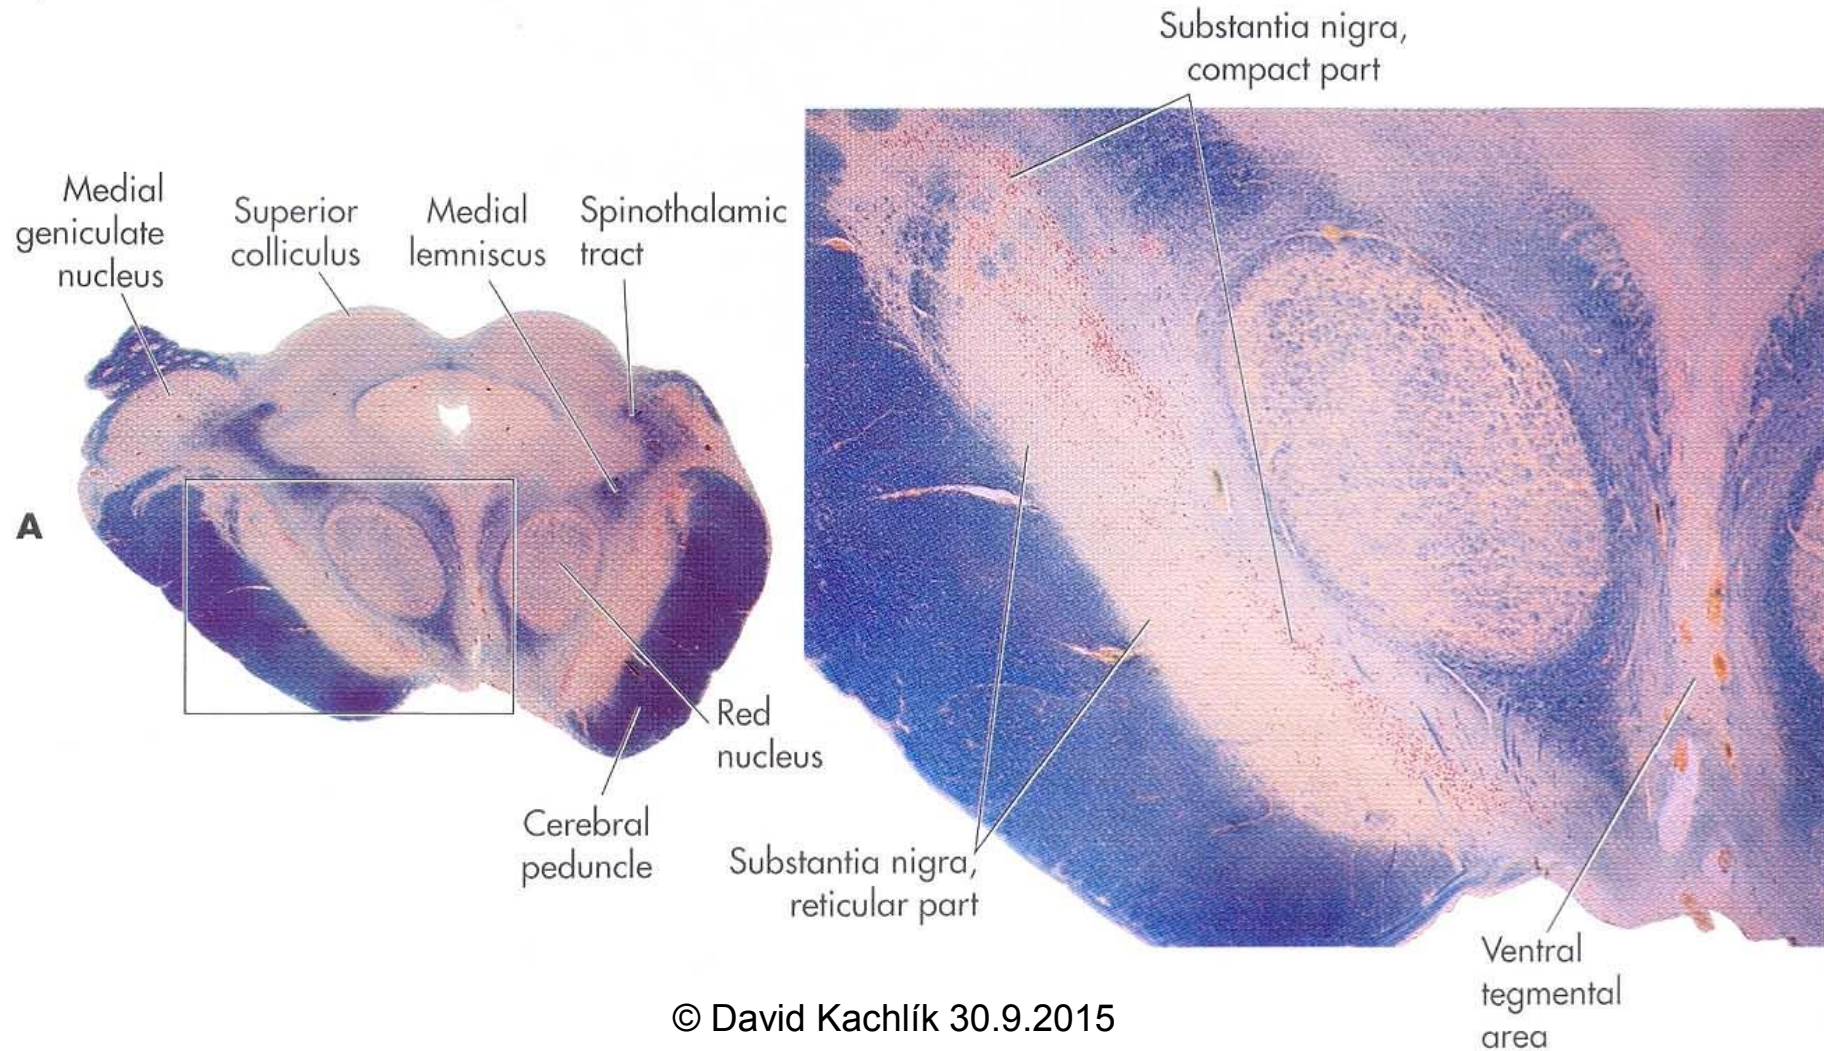 Substantia nigra,
compact part
Medial
geniculate
nucleus
Superior
colliculus
Medial
lemniscus
Spinothalamic
tract
A
Red
nucleus
Cerebral
peduncle
Substantia nigra,
reticular part
Ventral
tegmental
area
© David Kachlík 30.9.2015